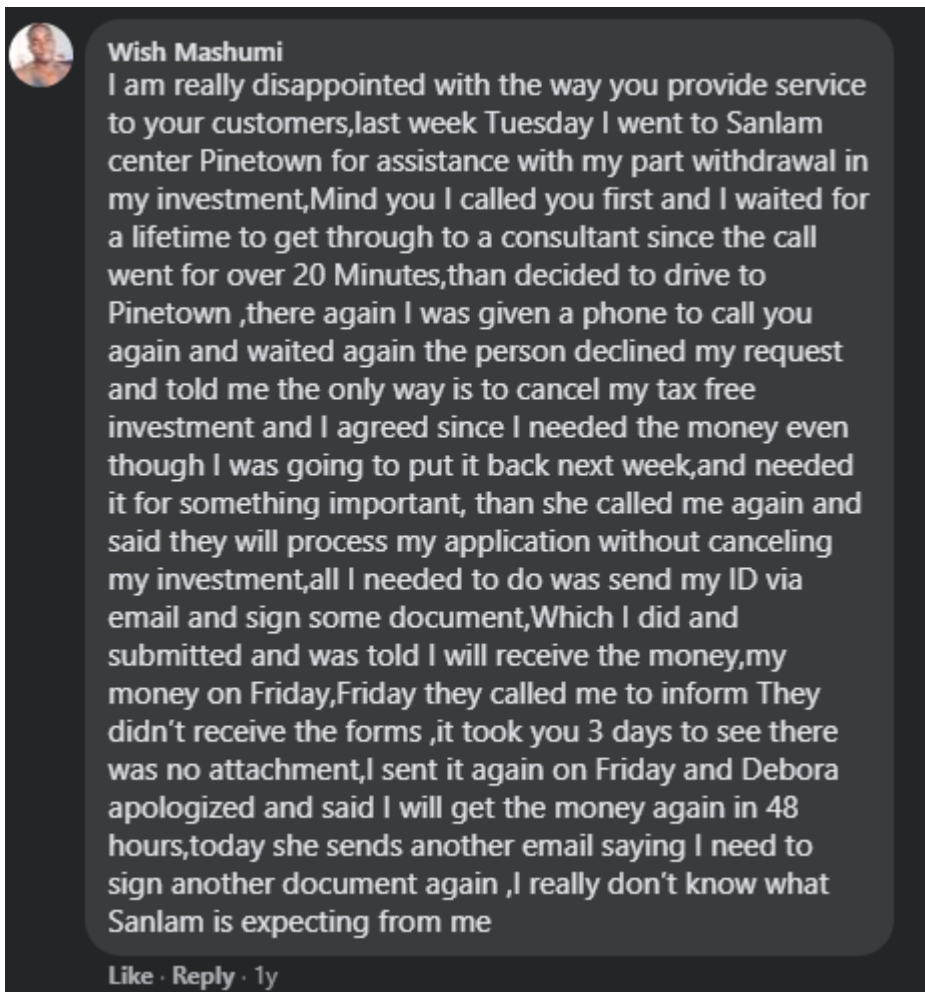 Wish Mashumi
I am really disappointed with the way you provide service
to your customers,last week Tuesday I went to Sanlam
center Pinetown for assistance with my part withdrawal in
my investment,Mind you I called you first and I waited for
a lifetime to get through to a consultant since the call
went for over 20 Minutes,than decided to drive to
Pinetown ,there again I was given a phone to call you
again and waited again the person declined my request
and told me the only way is to cancel my tax free
investment and I agreed since I needed the money even
though I was going to put it back next week,and needed
it for something important, than she called me again and
said they will process my application without canceling
my investment,all I needed to do was send my ID via
email and sign some document,Which I did and
submitted and was told I will receive the money,my
money on Friday,Friday they called me to inform They
didn’t receive the forms ,it took you 3 days to see there
was no attachment,I sent it again on Friday and Debora
apologized and said I will get the money again in 48
hours,today she sends another email saying I need to
sign another document again ,I really don’t know what
Sanlam is expecting from me
Like · Reply · 1y